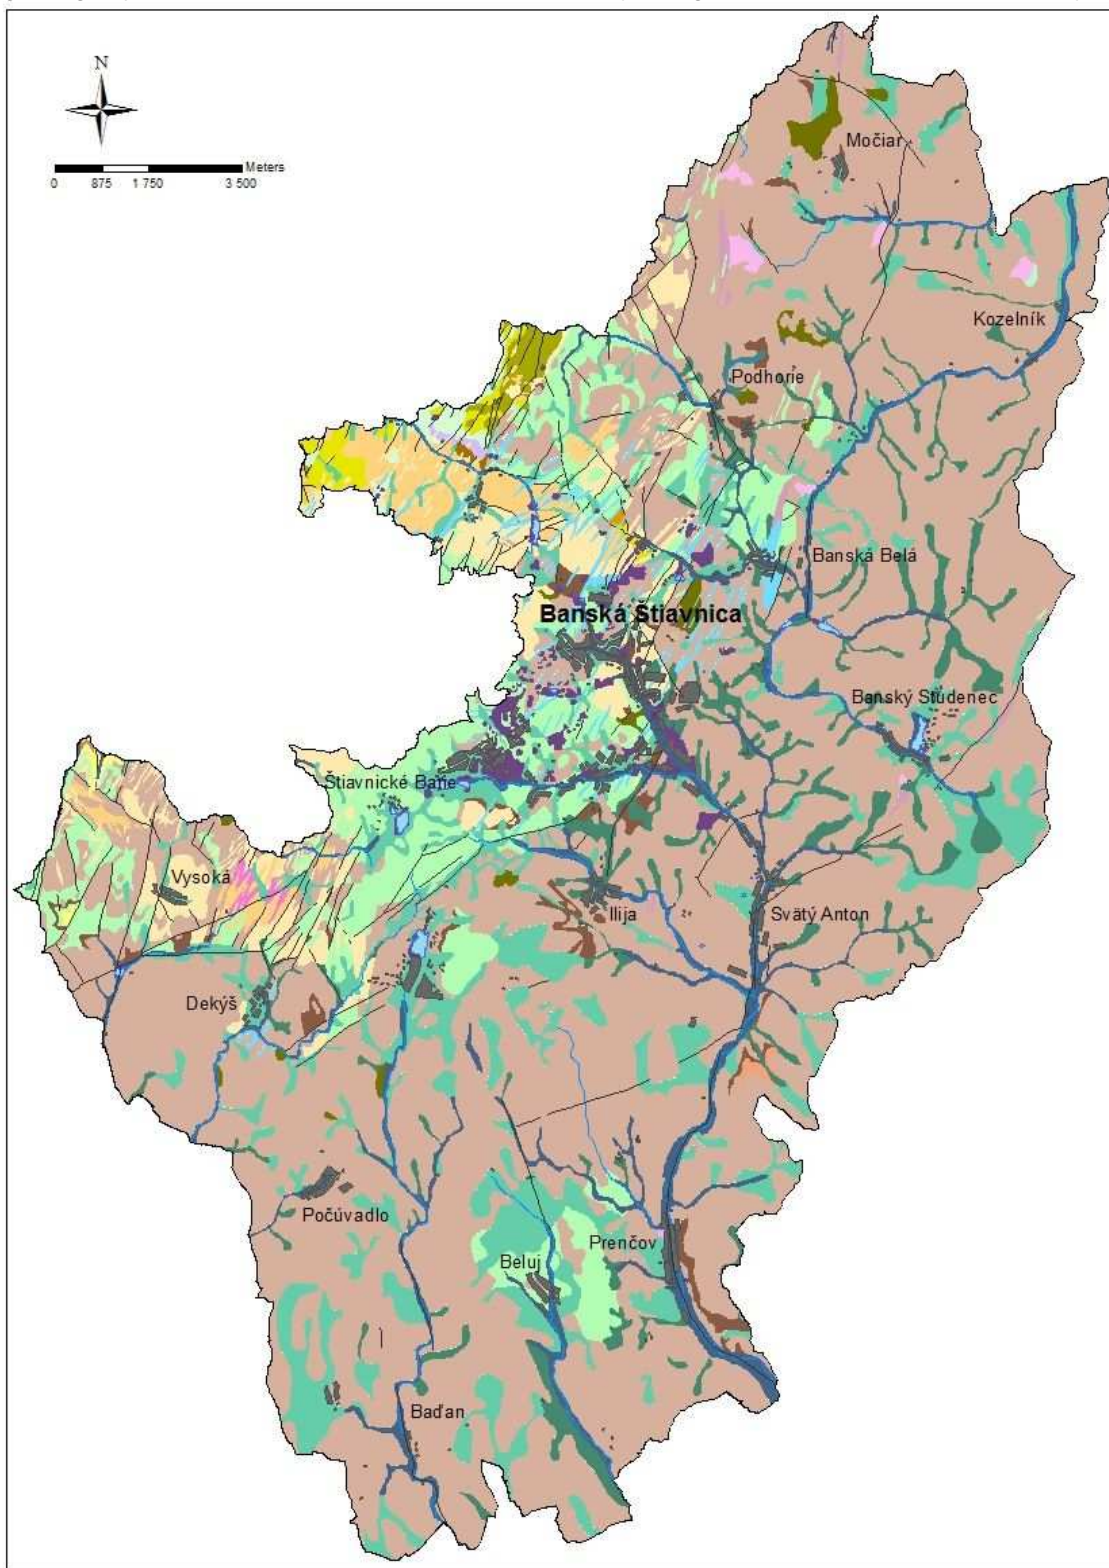 N
Meters
0 875 1 750 3 500
Močiar
Kozelník
Podhorie
Banská Belá
Banská Štiavnica
Banský Studenec
Štiavnické Bane
Vysoká
Ilija
Svätý Anton
Dekýš
Počúvadlo
Prenčov
Beluj
Baďan